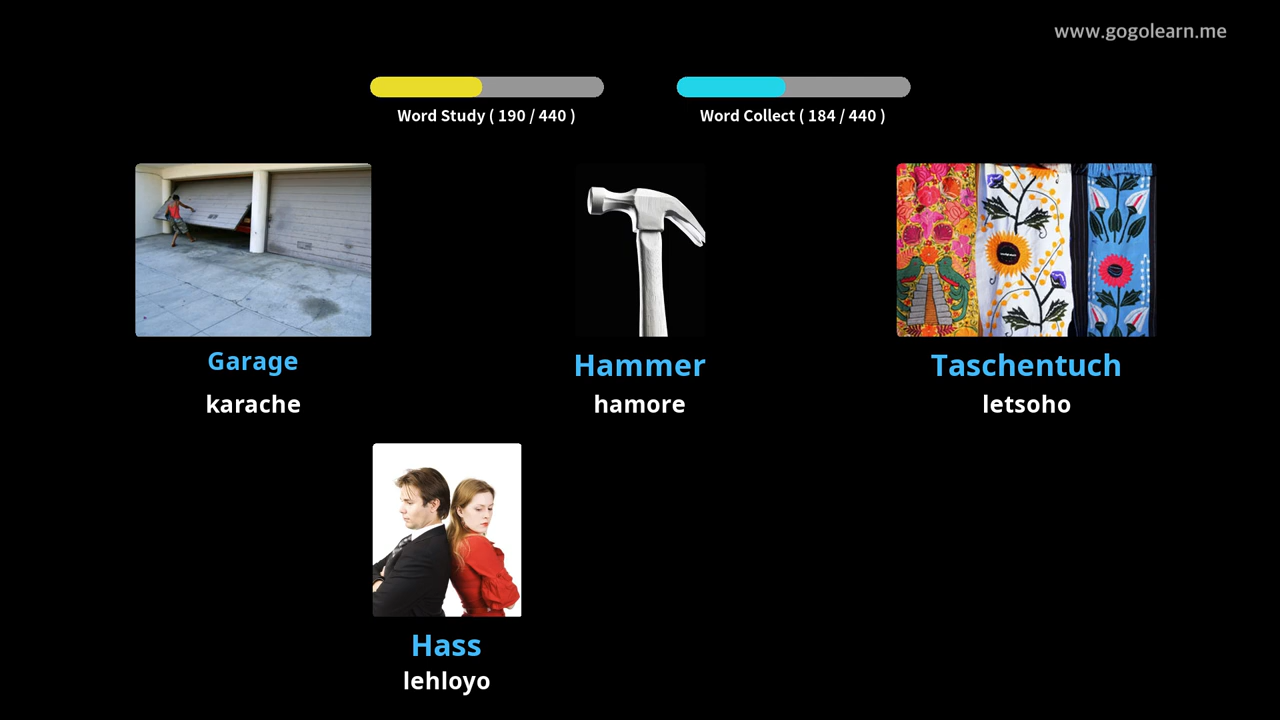 www.gogolearn.me
Word Study ( 190 / 440 )
Word Collect ( 184 / 440 )
Garage
karache
Hammer
hamore
Taschentuch
letsoho
Hass
lehloyo